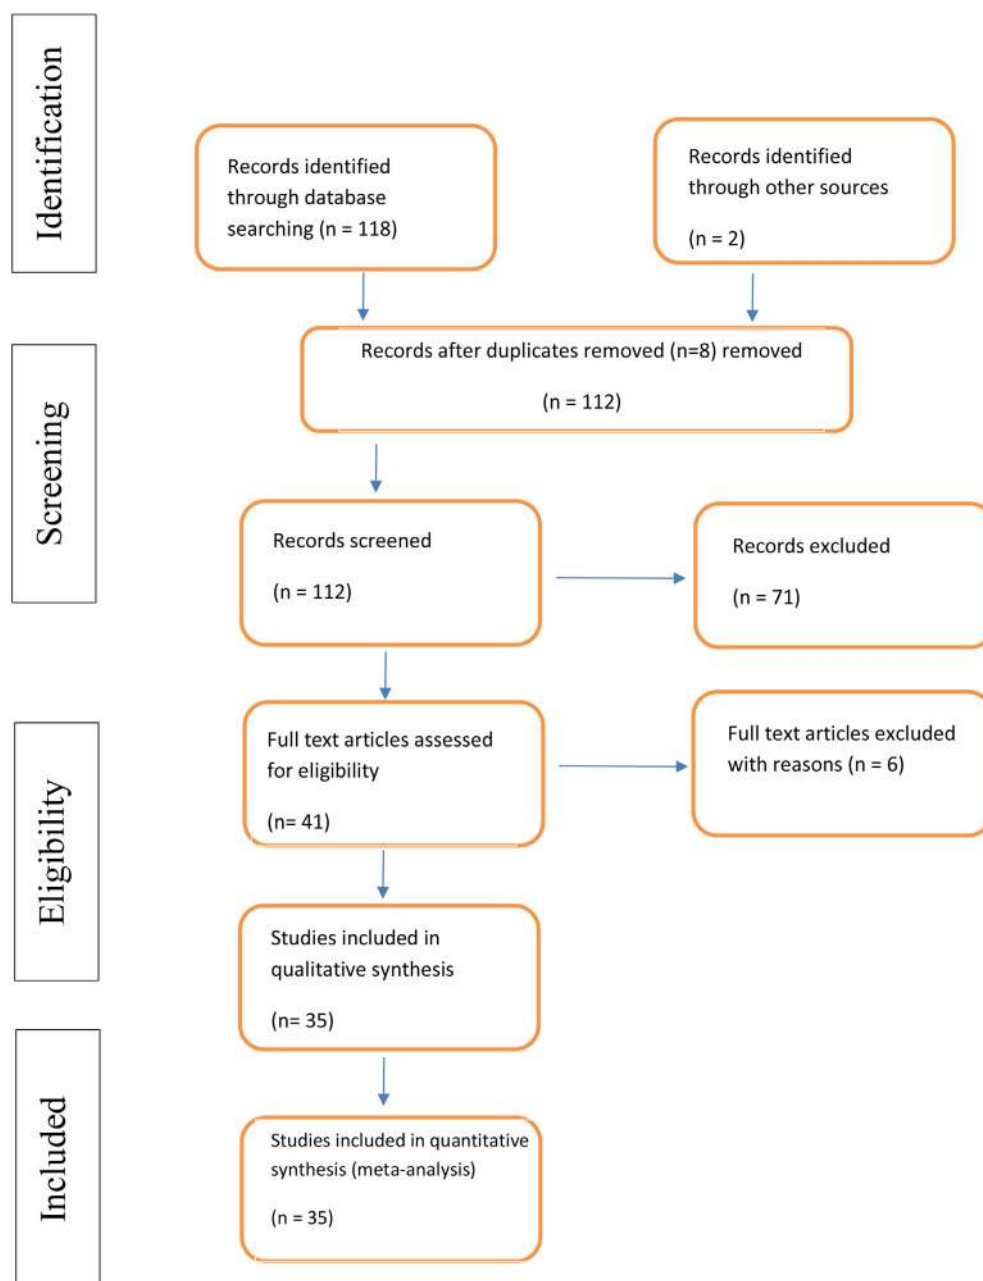 Identification
Records identified
through database
searching (n = 118)
Records identified
through other sources
(n = 2)
Screening
Records after duplicates removed (n=8) removed
(n = 112)
Records screened
(n = 112)
Records excluded
(n = 71)
Eligibility
Full text articles assessed
for eligibility
(n= 41)
Full text articles excluded
with reasons (n = 6)
Studies included in
qualitative synthesis
(n= 35)
Included
Studies included in quantitative
synthesis (meta-analysis)
(n = 35)